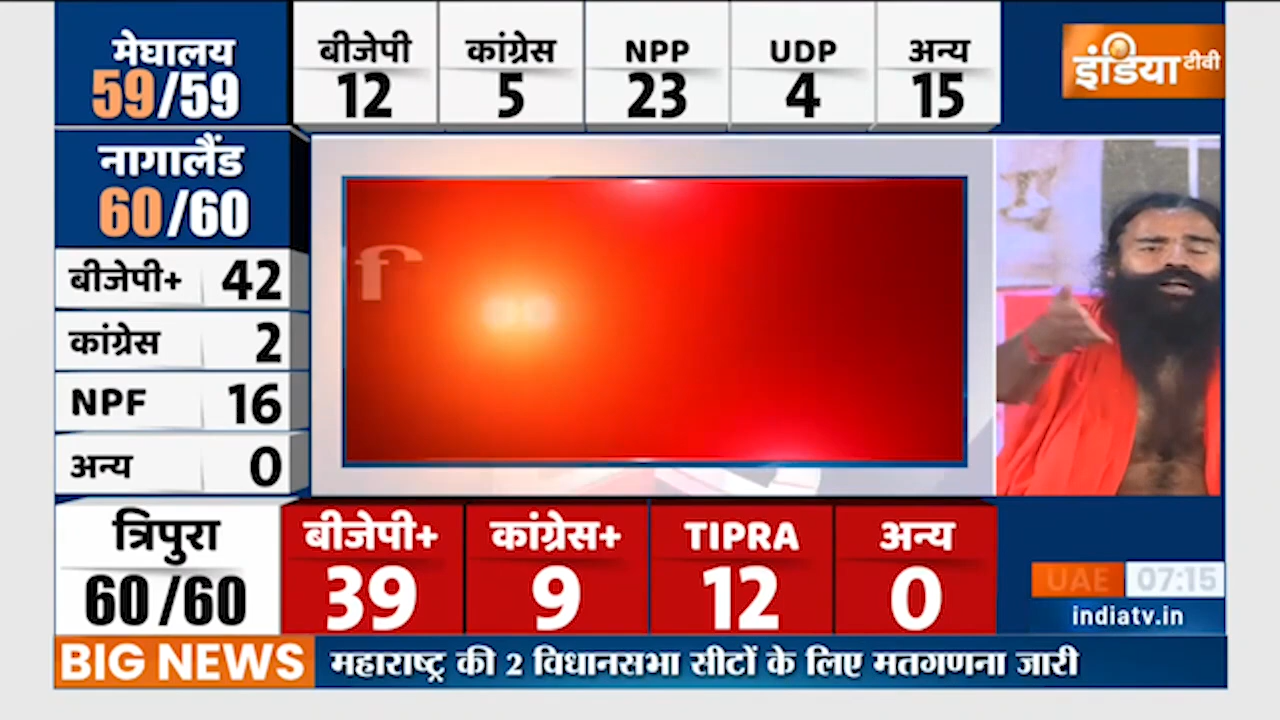 मेघालय
59/59
बीजेपी
12
कांग्रेस
5
NPP
23
UDP
4
अन्य
15
इंडिया टीवी
नागालैंड
60/60
बीजेपी+ 42
कांग्रेस 2
NPF 16
अन्य 0
f
त्रिपुरा
60/60
बीजेपी+
39
कांग्रेस+
9
TIPRA
12
अन्य
0
UAE 07:15
indiatv.in
BIG NEWS महाराष्ट्र की 2 विधानसभा सीटों के लिए मतगणना जारी